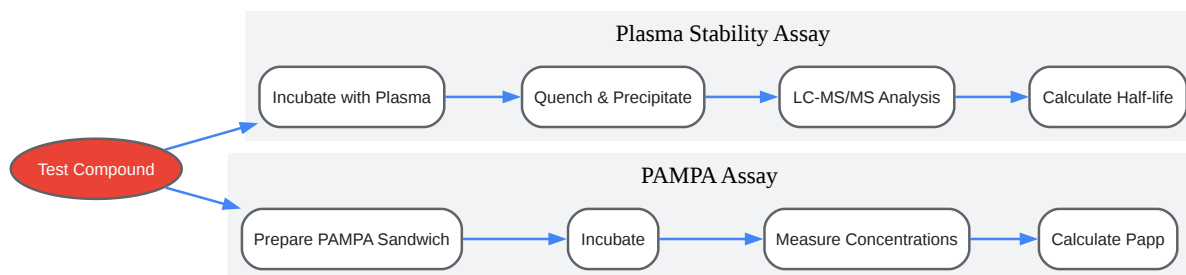 Plasma Stability Assay
Incubate with Plasma
Quench & Precipitate
LC-MS/MS Analysis
Calculate Half-life
Test Compound
PAMPA Assay
Prepare PAMPA Sandwich
Incubate
Measure Concentrations
Calculate Papp